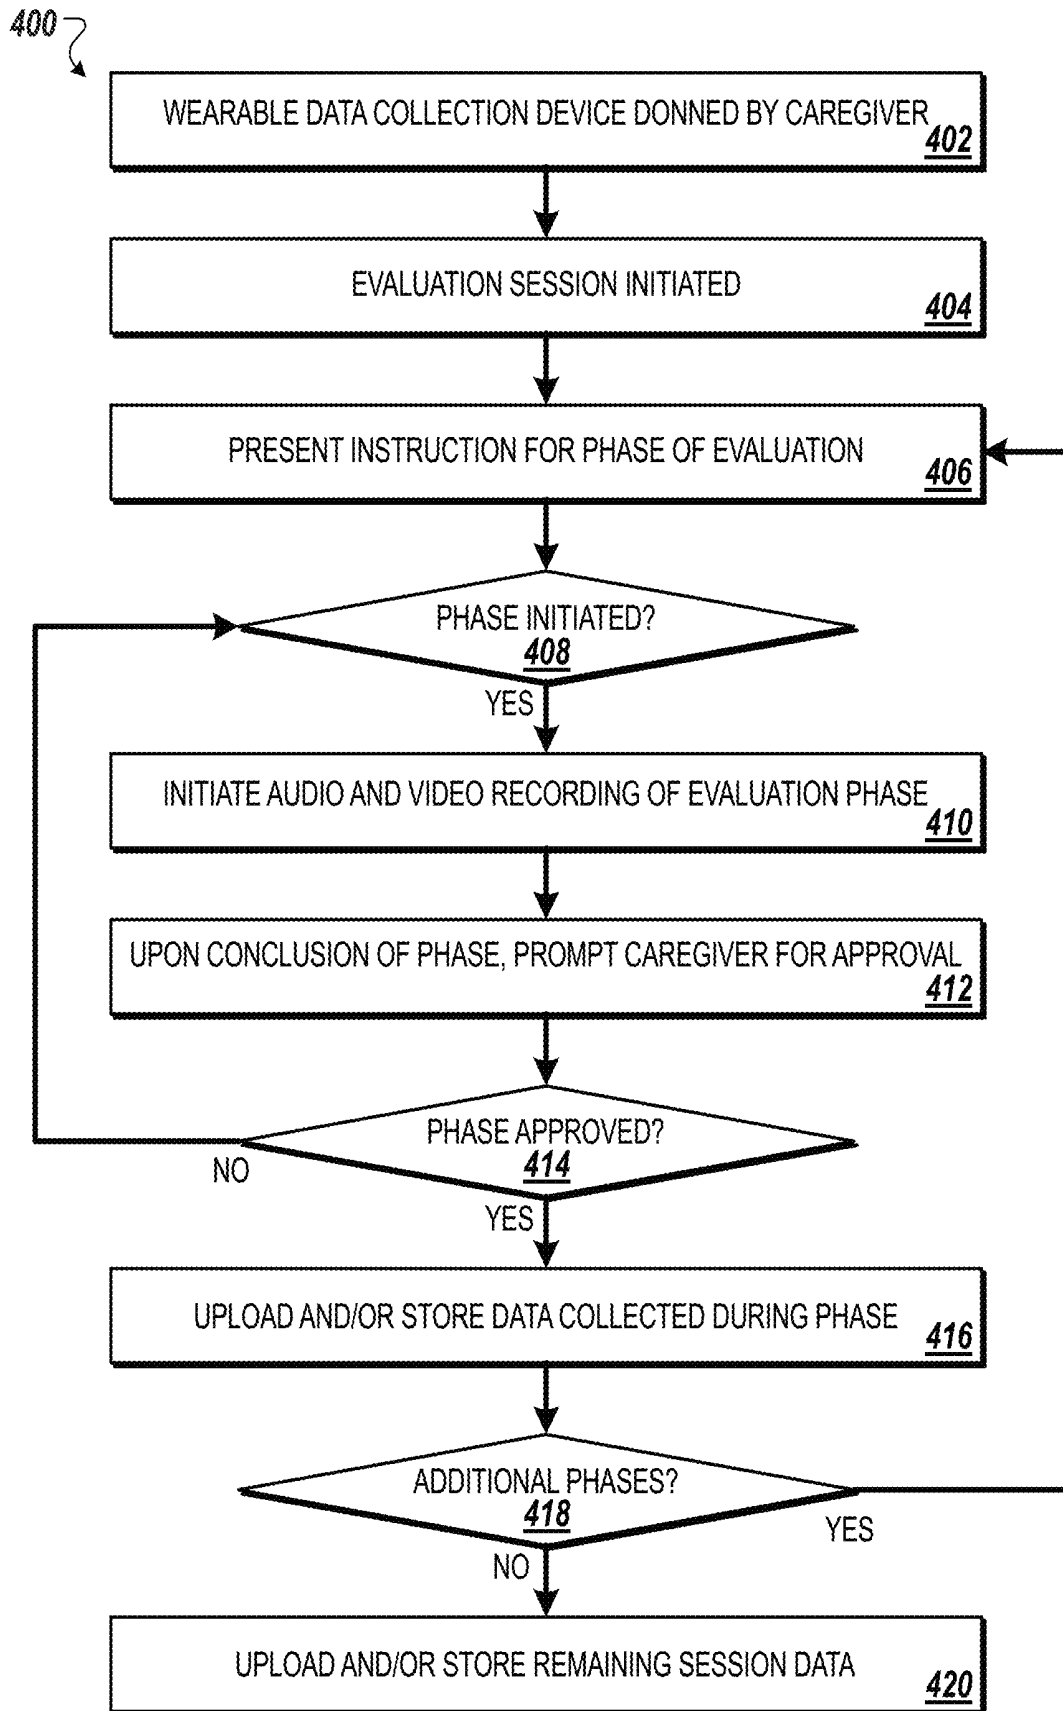 400
WEARABLE DATA COLLECTION DEVICE DONNED BY CAREGIVER
402
EVALUATION SESSION INITIATED
404
PRESENT INSTRUCTION FOR PHASE OF EVALUATION
406
PHASE INITIATED?
408
YES
INITIATE AUDIO AND VIDEO RECORDING OF EVALUATION PHASE
410
UPON CONCLUSION OF PHASE, PROMPT CAREGIVER FOR APPROVAL
412
PHASE APPROVED?
414
NO
YES
UPLOAD AND/OR STORE DATA COLLECTED DURING PHASE
416
ADDITIONAL PHASES?
418
YES
NO
UPLOAD AND/OR STORE REMAINING SESSION DATA
420